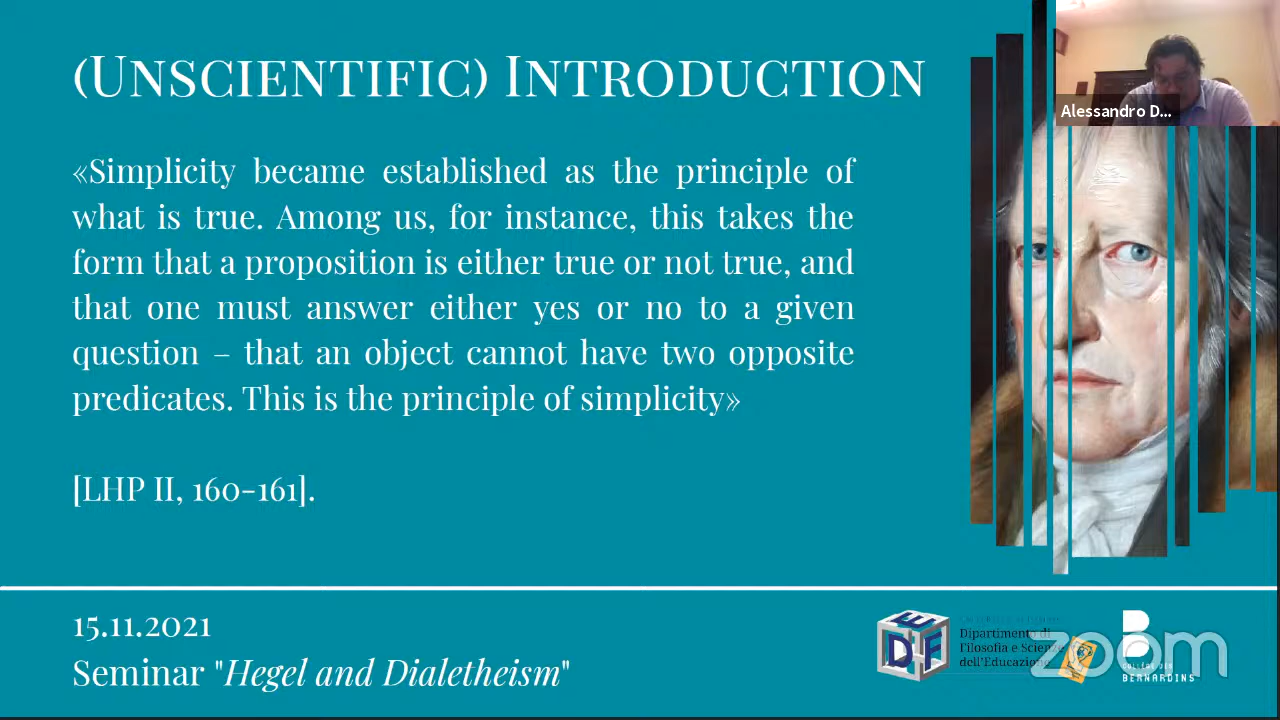 (Unscientific) Introduction
Alessandro D...
«Simplicity became established as the principle of
what is true. Among us, for instance, this takes the
form that a proposition is either true or not true, and
that one must answer either yes or no to a given
question – that an object cannot have two opposite
predicates. This is the principle of simplicity»
[LHP II, 160-161].
15.11.2021
Seminar "Hegel and Dialetheism"
Dipartimento di
Filosofia e Scienze
dell'Educazione
zoom
COLLÈGE DES
BERNARDINS